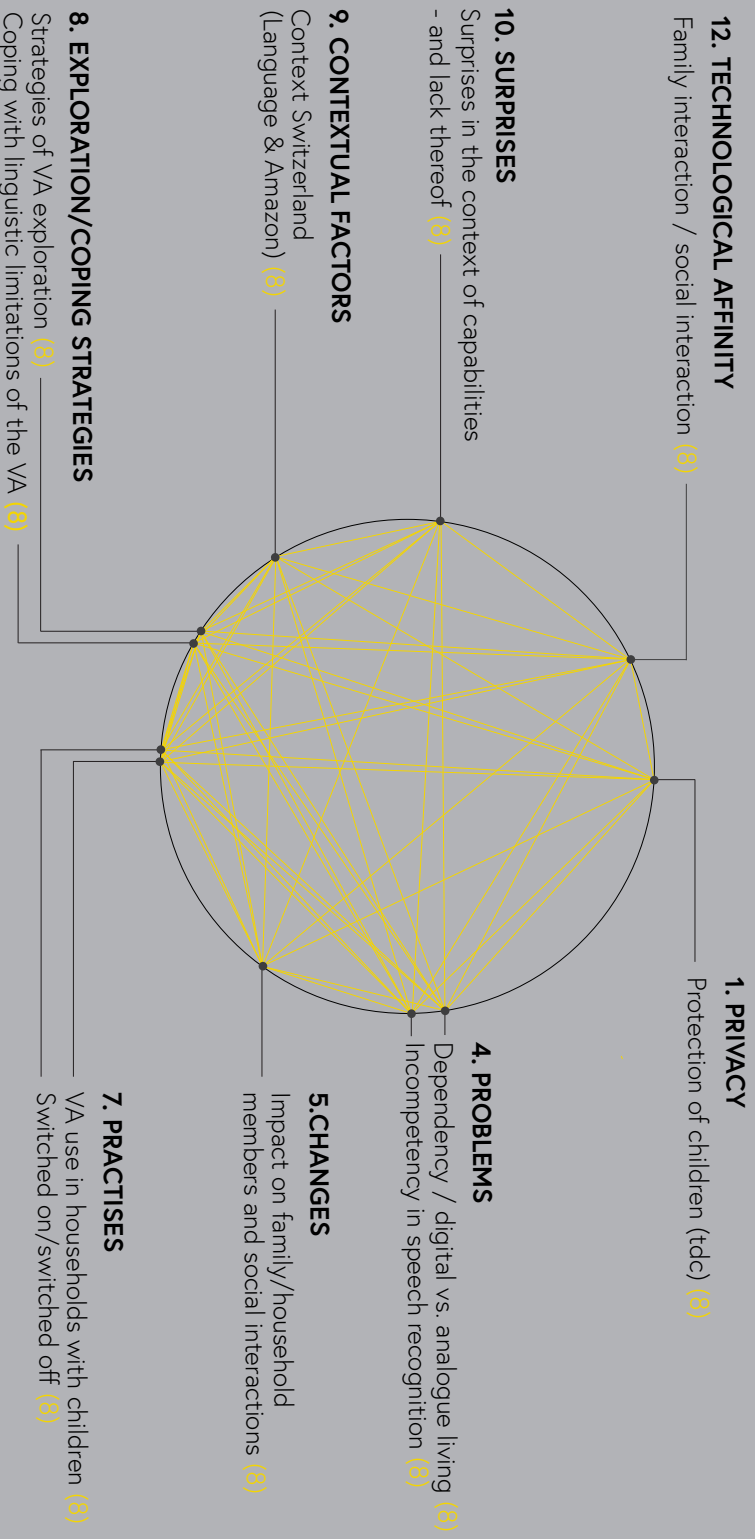 12. TECHNOLOGICAL AFFINITY
Family interaction / social interaction (8)
10. SURPRISES
Surprises in the context of capabilities
- and lack thereof (8)
9. CONTEXTUAL FACTORS
Context Switzerland
(Language & Amazon) (8)
8. EXPLORATION/COPING STRATEGIES
Strategies of VA exploration (8)
Coping with linguistic limitations of the VA (8)
1. PRIVACY
Protection of children (tdc) (8)
4. PROBLEMS
Dependency / digital vs. analogue living (8)
Incompetency in speech recognition (8)
5.CHANGES
Impact on family/household
members and social interactions (8)
7. PRACTISES
VA use in households with children (8)
Switched on/switched off (8)